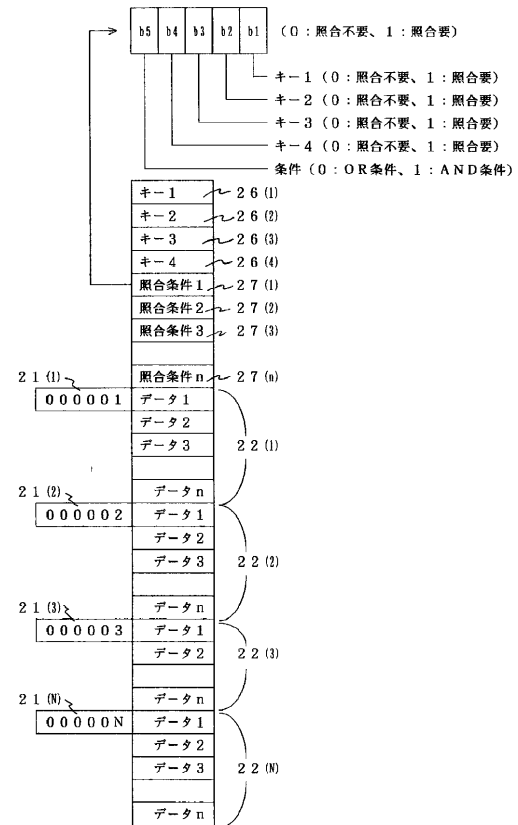 b5 b4 b3 b2 b1 (0：照合不要、1：照合要)
キー1 (0：照合不要、1：照合要)
キー2 (0：照合不要、1：照合要)
キー3 (0：照合不要、1：照合要)
キー4 (0：照合不要、1：照合要)
条件 (0：OR条件、1：AND条件)
キー1 26(1)
キー2 26(2)
キー3 26(3)
キー4 26(4)
照合条件1 27(1)
照合条件2 27(2)
照合条件3 27(3)
照合条件n 27(n)
21(1)
000001 データ1
データ2
データ3 22(1)
データn
21(2)
000002 データ1
データ2
データ3 22(2)
データn
21(3)
000003 データ1
データ2 22(3)
データn
21(N)
00000N データ1
データ2
データ3 22(N)
データn